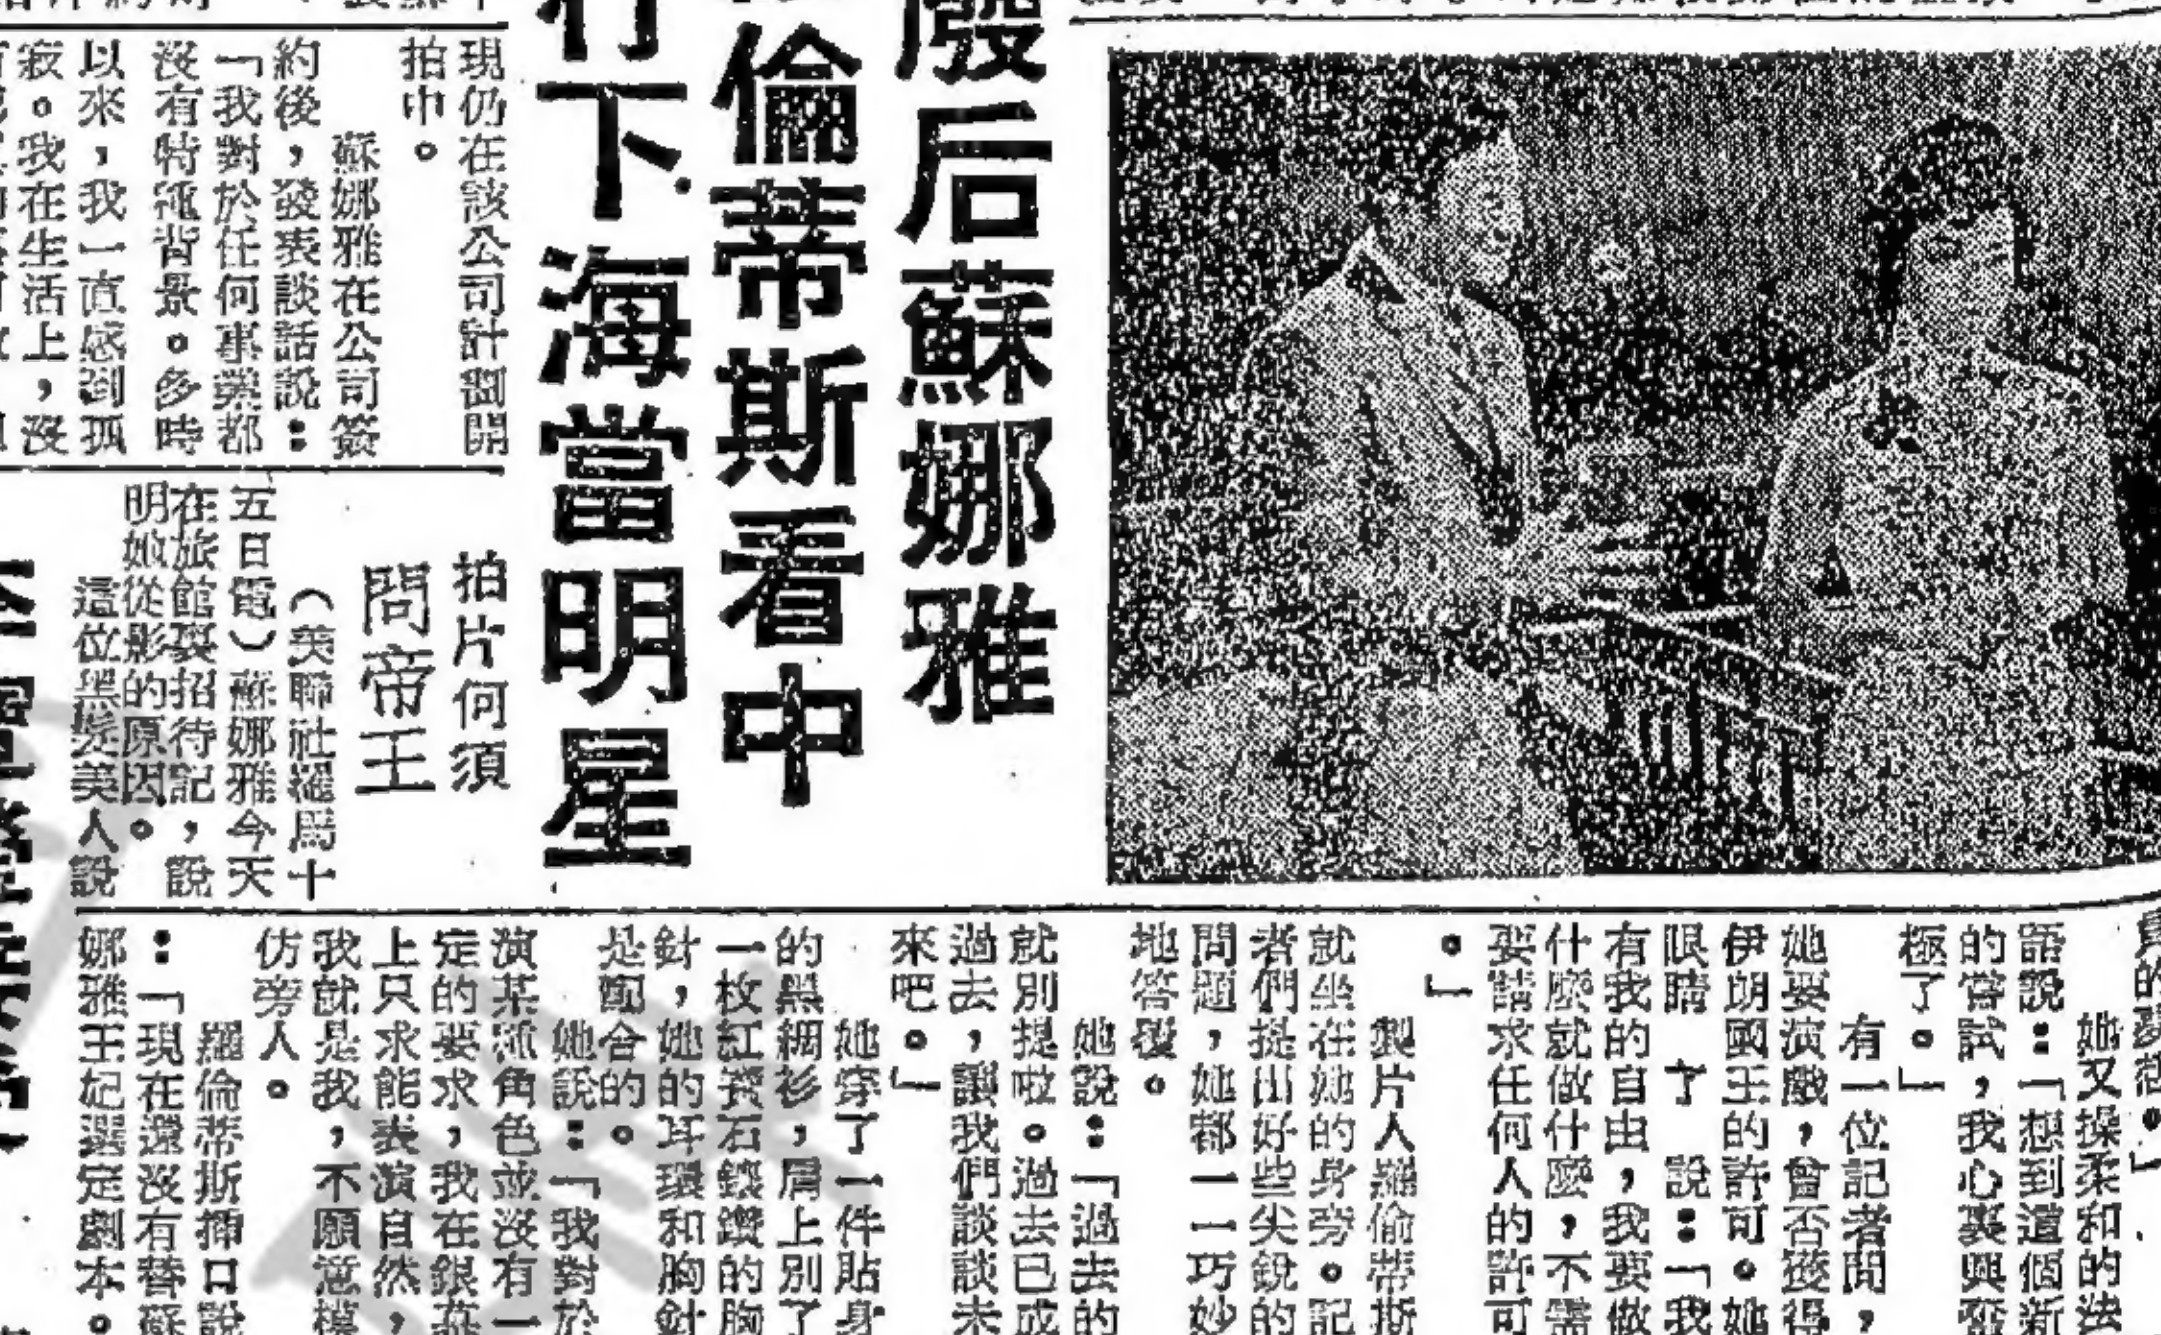 廢后蘇娜雅
倫蒂斯看中
行下海當明星
現仍在該公司計劃開
拍中。
蘇娜雅在公司簽
約後，發表談話說：
「我對於任何事業都
沒有特種背景。多時
以來，我一直感到孤
寂。我在生活上，沒
拍片何須
問帝王
（美聯社羅馬十
五日電）蘇娜雅今天
在旅館裏招待記，說
明她從影的原因。
這位黑髮美人說
的夢想。」
她又操柔和的法
語說：「想到這個新
的嘗試，我心裏興奮
極了。」
有一位記者問，
她要演戲，曾否獲得
伊朗國王的許可。她
眼睛 了 說：「我
有我的自由，我要做
什麼就做什麼，不需
要請求任何人的許可
。」
製片人羅倫蒂斯
就坐在她的身旁。記
者們提出好些尖銳的
問題，她都一一巧妙
地答覆。
她說：「過去的
就別提啦。過去已成
過去，讓我們談談未
來吧。」
她穿了一件貼身
的黑綢衫，肩上別了
一枚紅寶石鑲鑽的胸
針，她的耳環和胸針
是配合的。
她說：「我對於
演某種角色並沒有一
定的要求，我在銀幕
上只求能表演自然，
我就是我，不願意模
仿旁人。
羅倫蒂斯插口說
：「現在還沒有替蘇
娜雅王妃選定劇本。